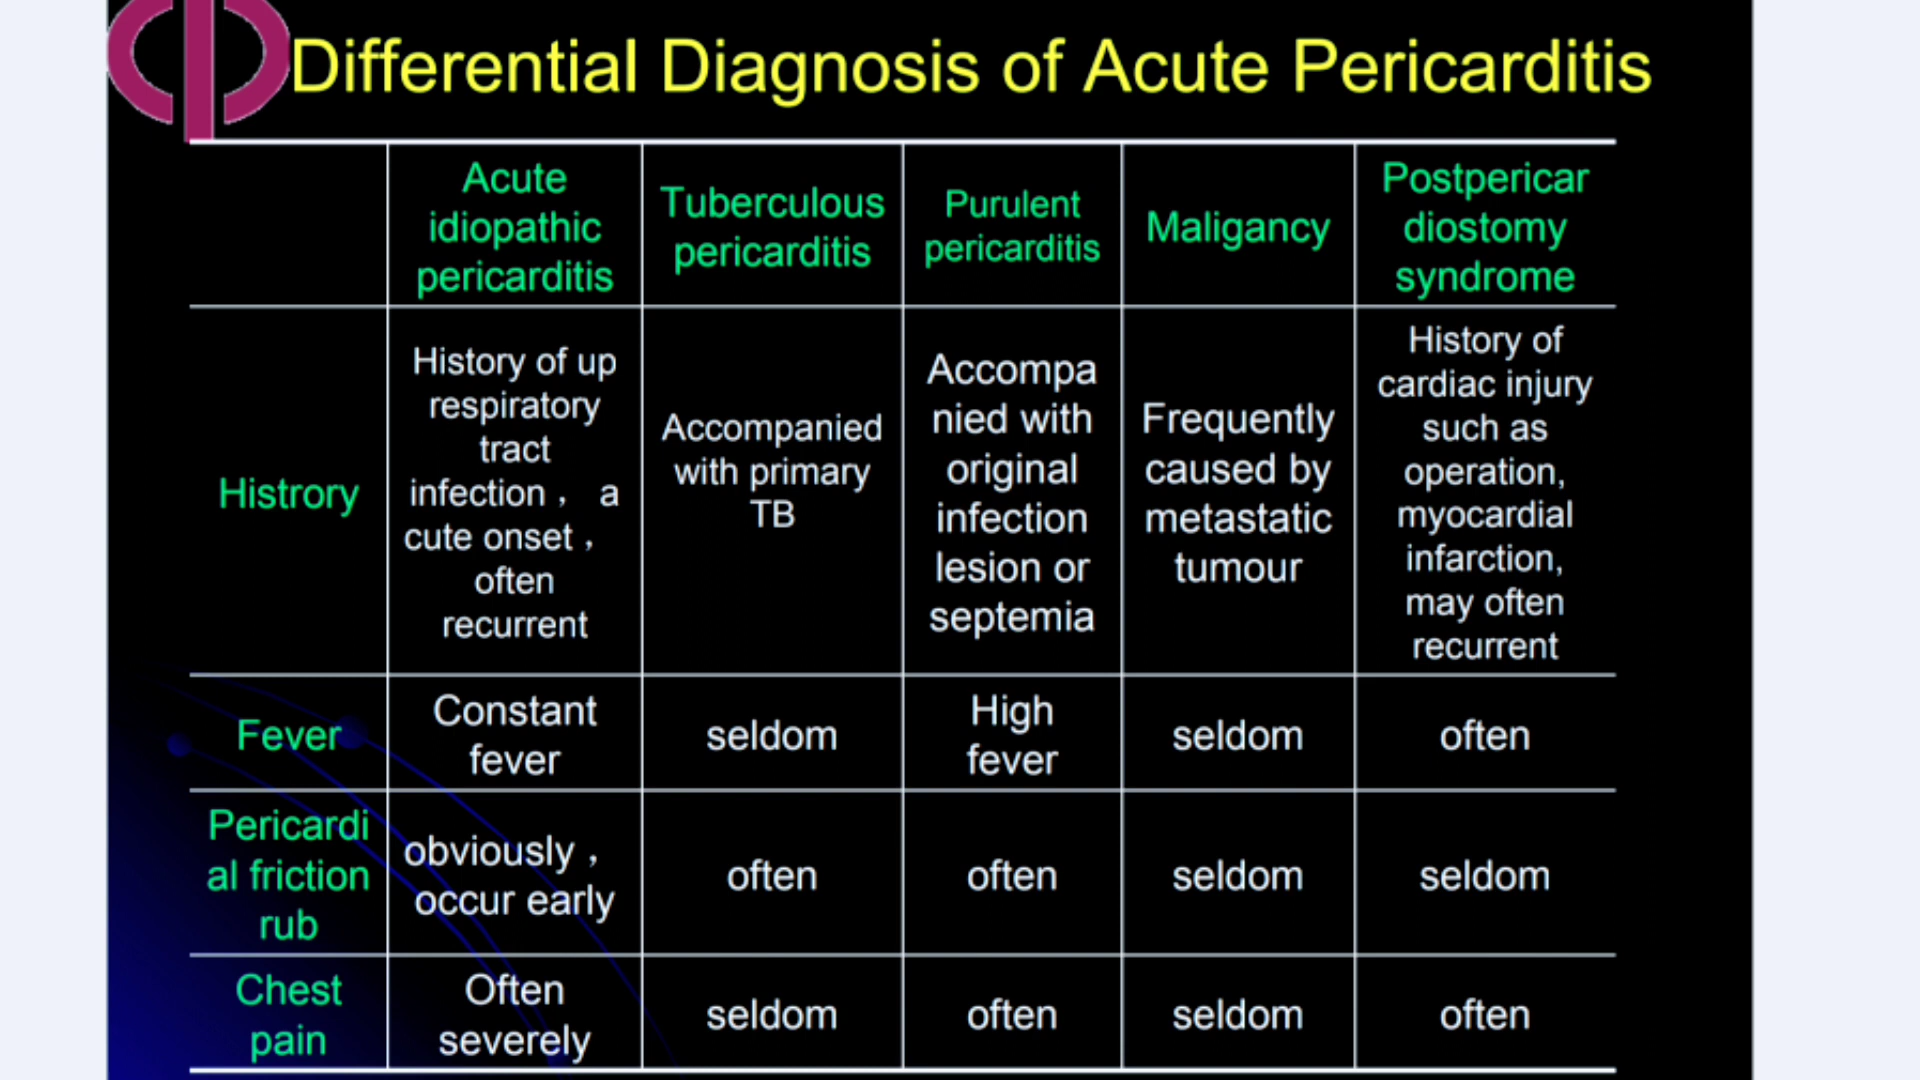 Differential Diagnosis of Acute Pericarditis
Acute
idiopathic
pericarditis
Tuberculous
pericarditis
Purulent
pericarditis
Maligancy
Postpericar
diostomy
syndrome
Histrory
History of up
respiratory
tract
infection， a
cute onset，
often
recurrent
Accompanied
with primary
TB
Accompa
nied with
original
infection
lesion or
septemia
Frequently
caused by
metastatic
tumour
History of
cardiac injury
such as
operation,
myocardial
infarction,
may often
recurrent
Fever
Constant
fever
seldom
High
fever
seldom
often
Pericardi
al friction
rub
obviously，
occur early
often
often
seldom
seldom
Chest
pain
Often
severely
seldom
often
seldom
often